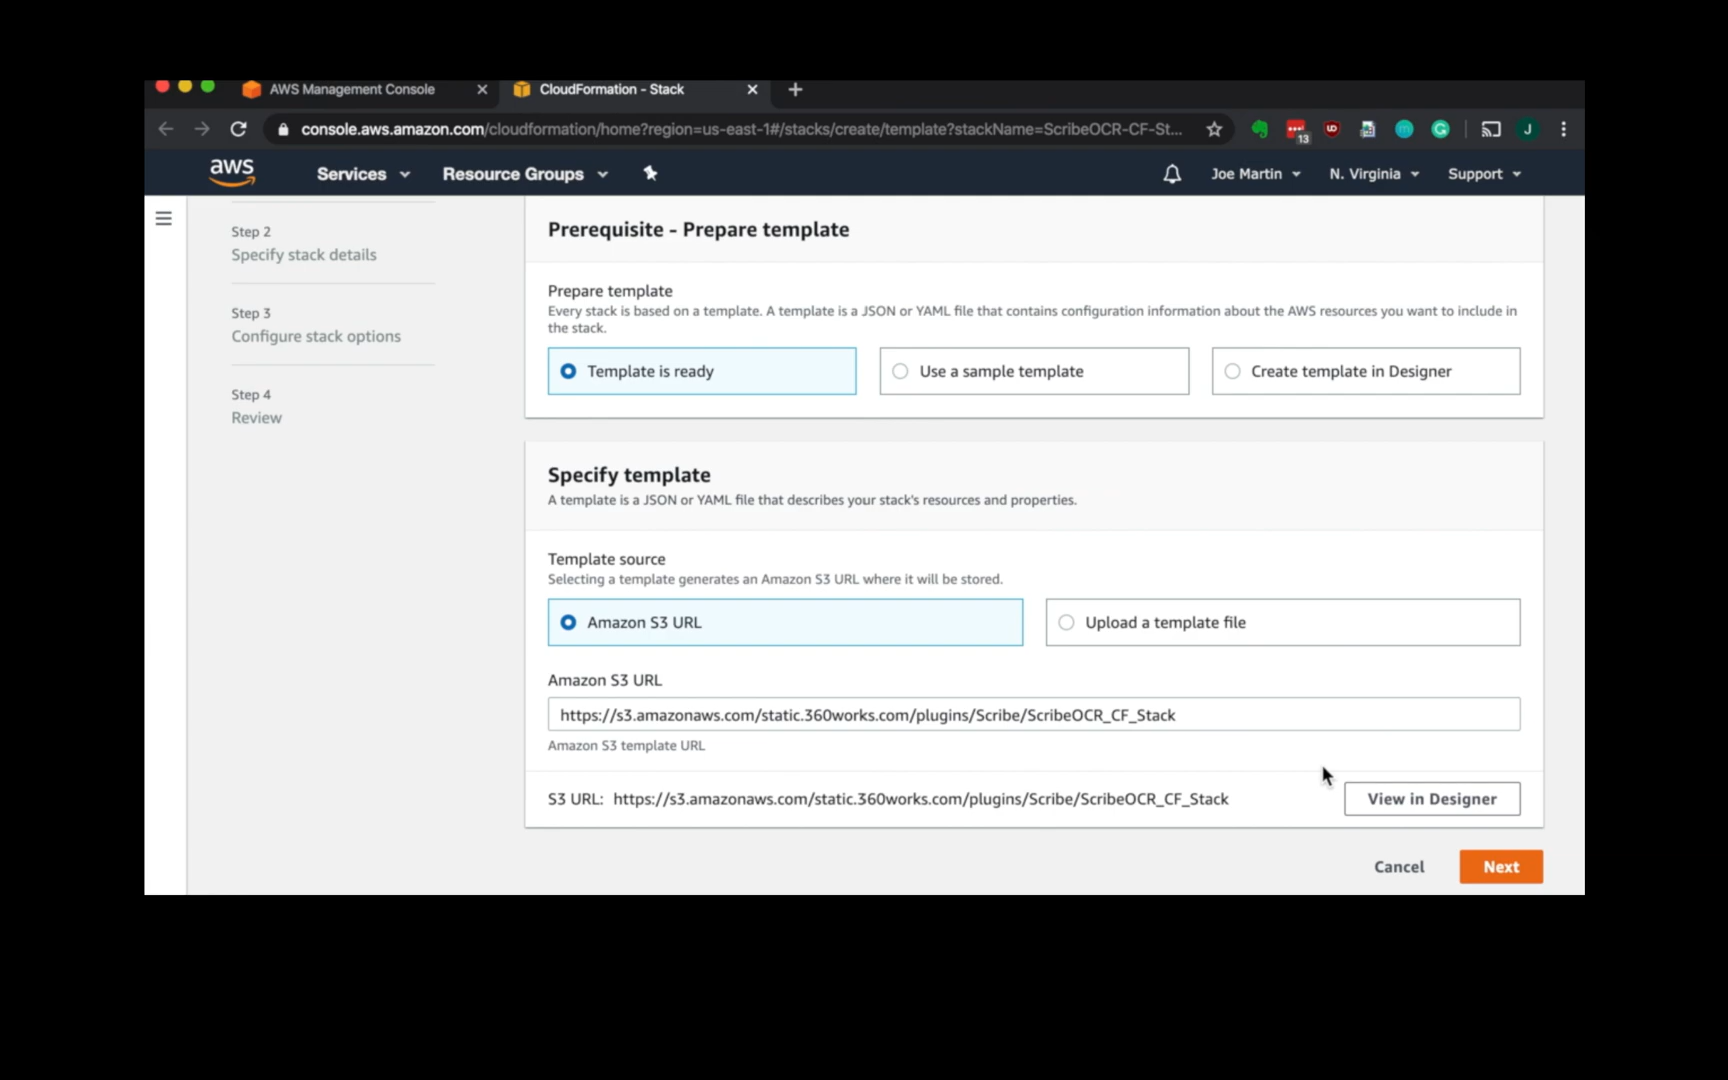 AWS Management Console
CloudFormation - Stack
console.aws.amazon.com/cloudformation/home?region=us-east-1#/stacks/create/template?stackName=ScribeOCR-CF-St...
13
J
aws
Services
Resource Groups
Joe Martin
N. Virginia
Support
Step 2
Specify stack details
Step 3
Configure stack options
Step 4
Review
Prerequisite - Prepare template
Prepare template
Every stack is based on a template. A template is a JSON or YAML file that contains configuration information about the AWS resources you want to include in
the stack.
Template is ready
Use a sample template
Create template in Designer
Specify template
A template is a JSON or YAML file that describes your stack's resources and properties.
Template source
Selecting a template generates an Amazon S3 URL where it will be stored.
Amazon S3 URL
Upload a template file
Amazon S3 URL
https://s3.amazonaws.com/static.360works.com/plugins/Scribe/ScribeOCR_CF_Stack
Amazon S3 template URL
S3 URL: https://s3.amazonaws.com/static.360works.com/plugins/Scribe/ScribeOCR_CF_Stack
View in Designer
Cancel
Next